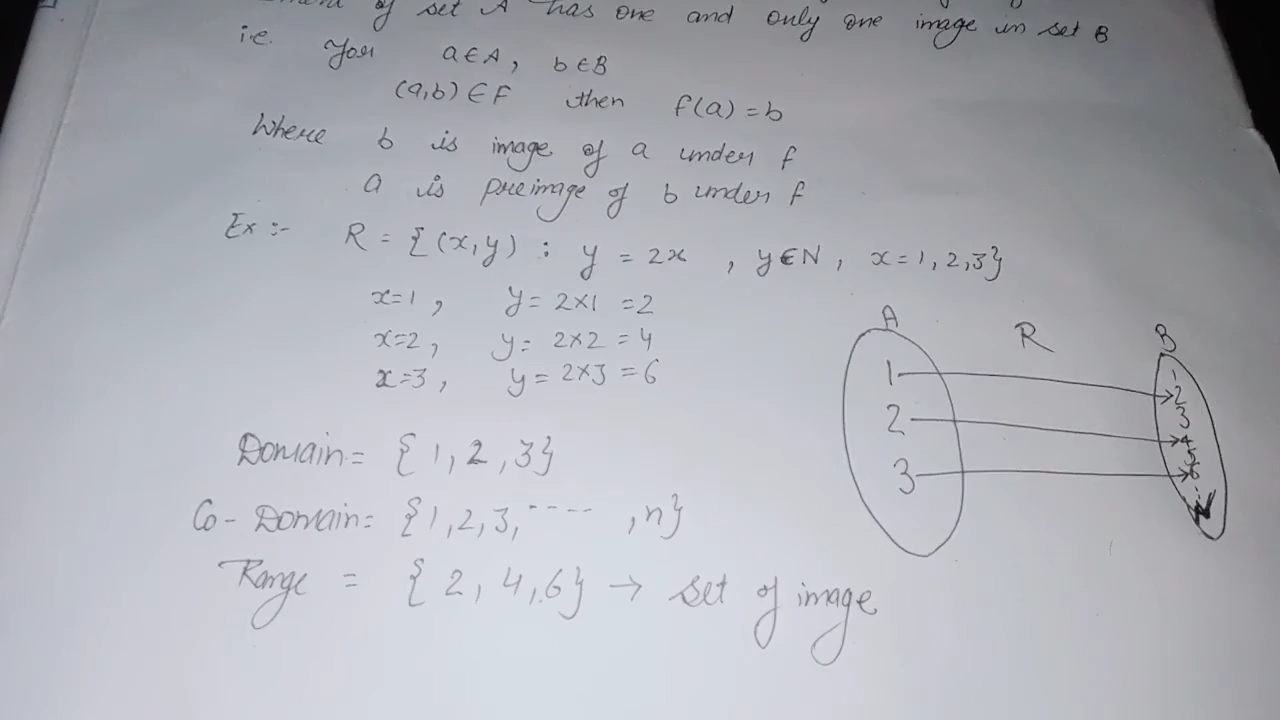 of set A has one and only one image in set B
i.e. for a∈A, b∈B
(a,b) ∈ F then f(a) = b
Where b is image of a under f
a is preimage of b under f
Ex :- R = {(x,y) : y = 2x , y∈N, x=1,2,3}
x=1, y= 2×1 =2
x=2, y= 2×2 = 4
x=3, y= 2×3 = 6
A R B
1
2
3
1
2
3
4
5
6
Domain = {1, 2, 3}
Co-Domain = {1, 2, 3, ---- , n}
Range = {2, 4, 6} → set of image